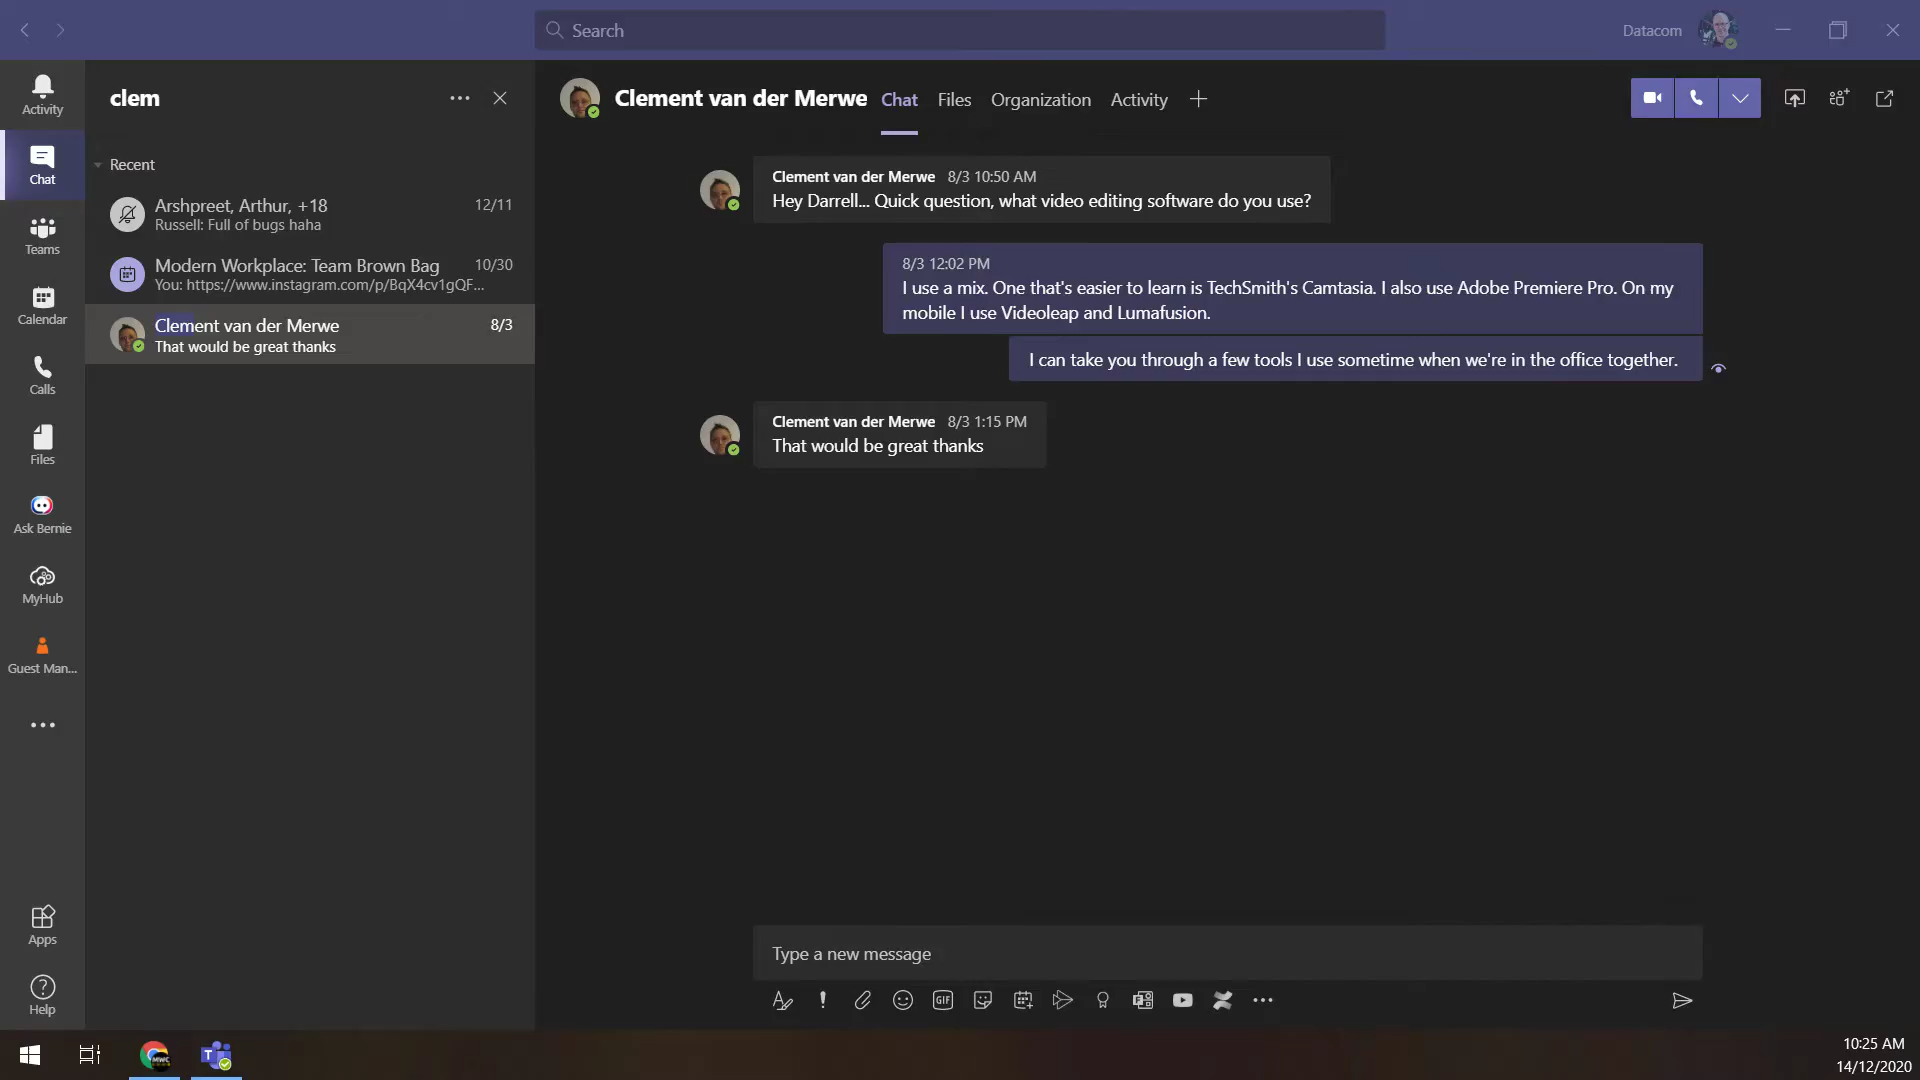 Search
Datacom
Activity
Chat
Teams
Calendar
Calls
Files
Ask Bernie
MyHub
Guest Man...
Apps
Help
clem
Recent
Arshpreet, Arthur, +18
12/11
Russell: Full of bugs haha
Modern Workplace: Team Brown Bag
10/30
You: https://www.instagram.com/p/BqX4cv1gQF...
Clement van der Merwe
8/3
That would be great thanks
Clement van der Merwe
Chat
Files
Organization
Activity
Clement van der Merwe 8/3 10:50 AM
Hey Darrell... Quick question, what video editing software do you use?
8/3 12:02 PM
I use a mix. One that's easier to learn is TechSmith's Camtasia. I also use Adobe Premiere Pro. On my
mobile I use Videoleap and Lumafusion.
I can take you through a few tools I use sometime when we're in the office together.
Clement van der Merwe 8/3 1:15 PM
That would be great thanks
Type a new message
GIF
MWC
T
10:25 AM
14/12/2020